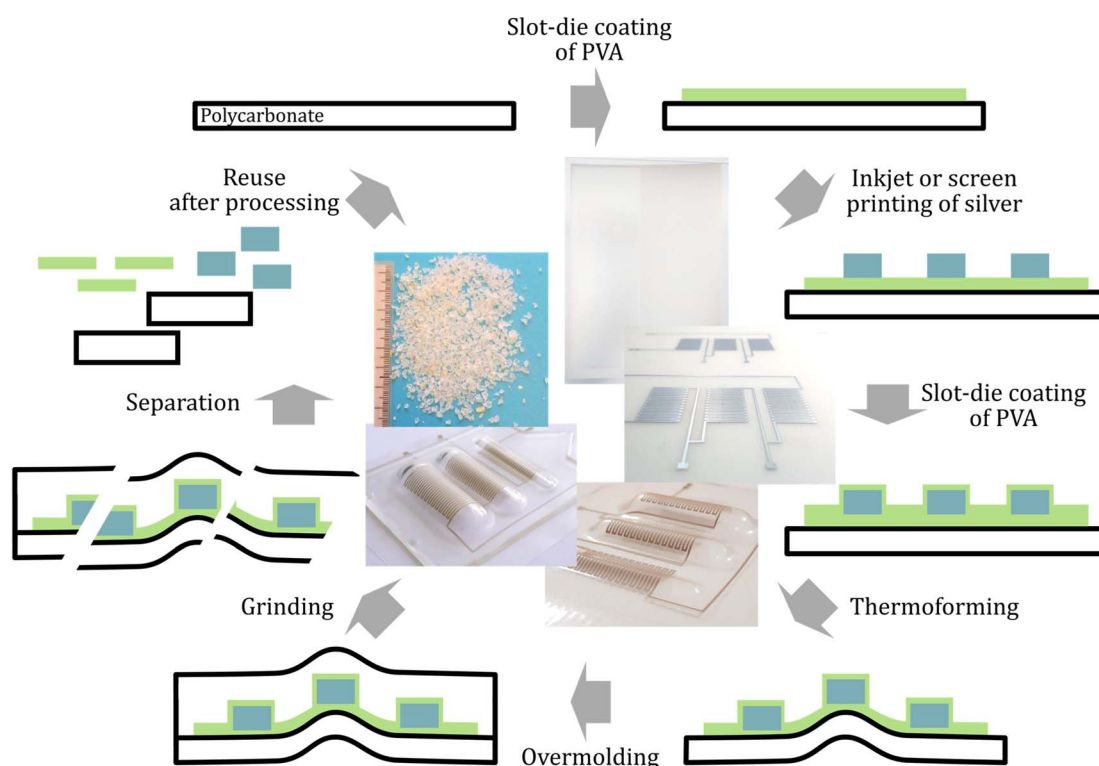 Slot-die coating
of PVA
Polycarbonate
Inkjet or screen
printing of silver
Slot-die coating
of PVA
Thermoforming
Overmolding
Grinding
Separation
Reuse
after processing